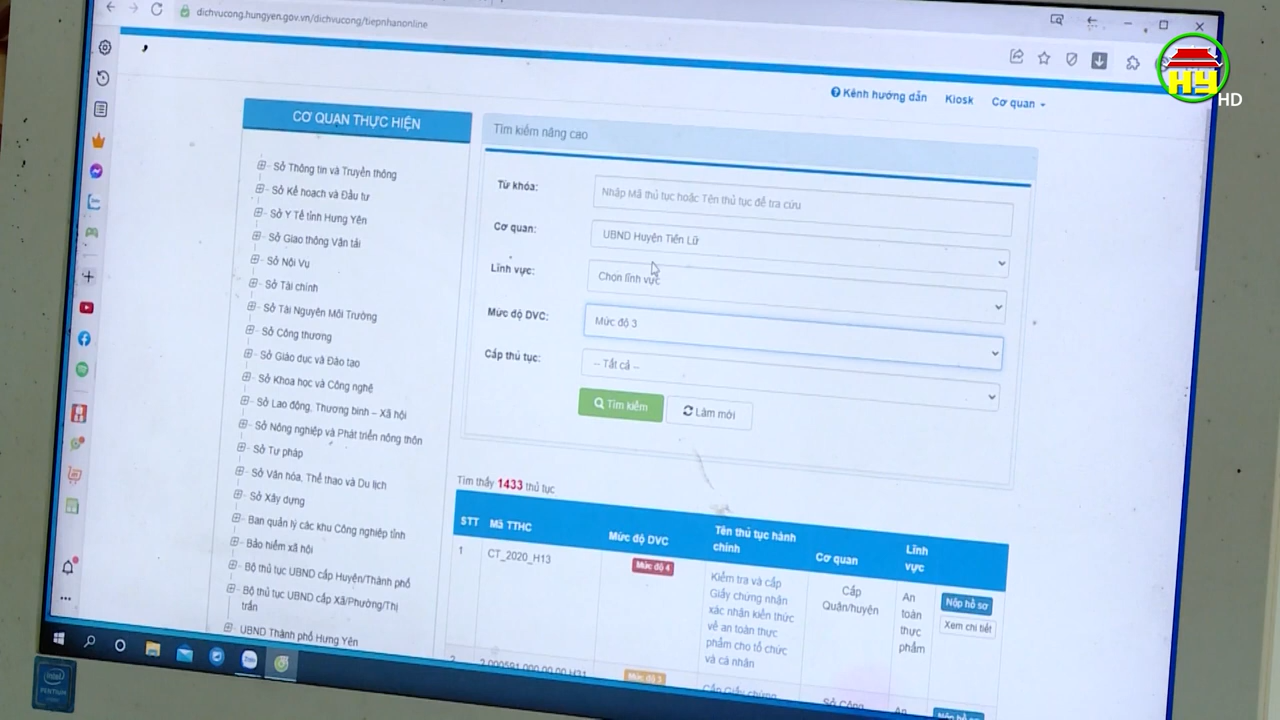 dichvucong.hungyen.gov.vn/dichvucong/tiepnhanonline
HY
HD
Kênh hướng dẫn Kiosk Cơ quan
CƠ QUAN THỰC HIỆN
Sở Thông tin và Truyền thông
Sở Kế hoạch và Đầu tư
Sở Y Tế tỉnh Hưng Yên
Sở Giao thông Vận tải
Sở Nội Vụ
Sở Tài chính
Sở Tài Nguyên Môi Trường
Sở Công thương
Sở Giáo dục và Đào tạo
Sở Khoa học và Công nghệ
Sở Lao động, Thương binh – Xã hội
Sở Nông nghiệp và Phát triển nông thôn
Sở Tư pháp
Sở Văn hóa, Thể thao và Du lịch
Sở Xây dựng
Ban quản lý các khu Công nghiệp tỉnh
Bảo hiểm xã hội
Bộ thủ tục UBND cấp Huyện/Thành phố
Bộ thủ tục UBND cấp Xã/Phường/Thị
trấn
UBND Thành phố Hưng Yên
Tìm kiếm nâng cao
Từ khóa: Nhập Mã thủ tục hoặc Tên thủ tục để tra cứu
Cơ quan: UBND Huyện Tiên Lữ
Lĩnh vực: Chọn lĩnh vực
Mức độ DVC: Mức độ 3
Cấp thủ tục: -- Tất cả --
Tìm kiếm Làm mới
Tìm thấy 1433 thủ tục
STT Mã TTHC Mức độ DVC Tên thủ tục hành
chính
Cơ quan Lĩnh
vực
1 CT_2020_H13 Mức độ 4
Kiểm tra và cấp
Giấy chứng nhận
xác nhận kiến thức
về an toàn thực
phẩm cho tổ chức
và cá nhân
Cấp
Quận/huyện
An
toàn
thực
phẩm
Nộp hồ sơ
Xem chi tiết
2 Mức độ 3 Cấp Giấy chứng Sở Công An Nộp hồ sơ
intel
PENTIUM